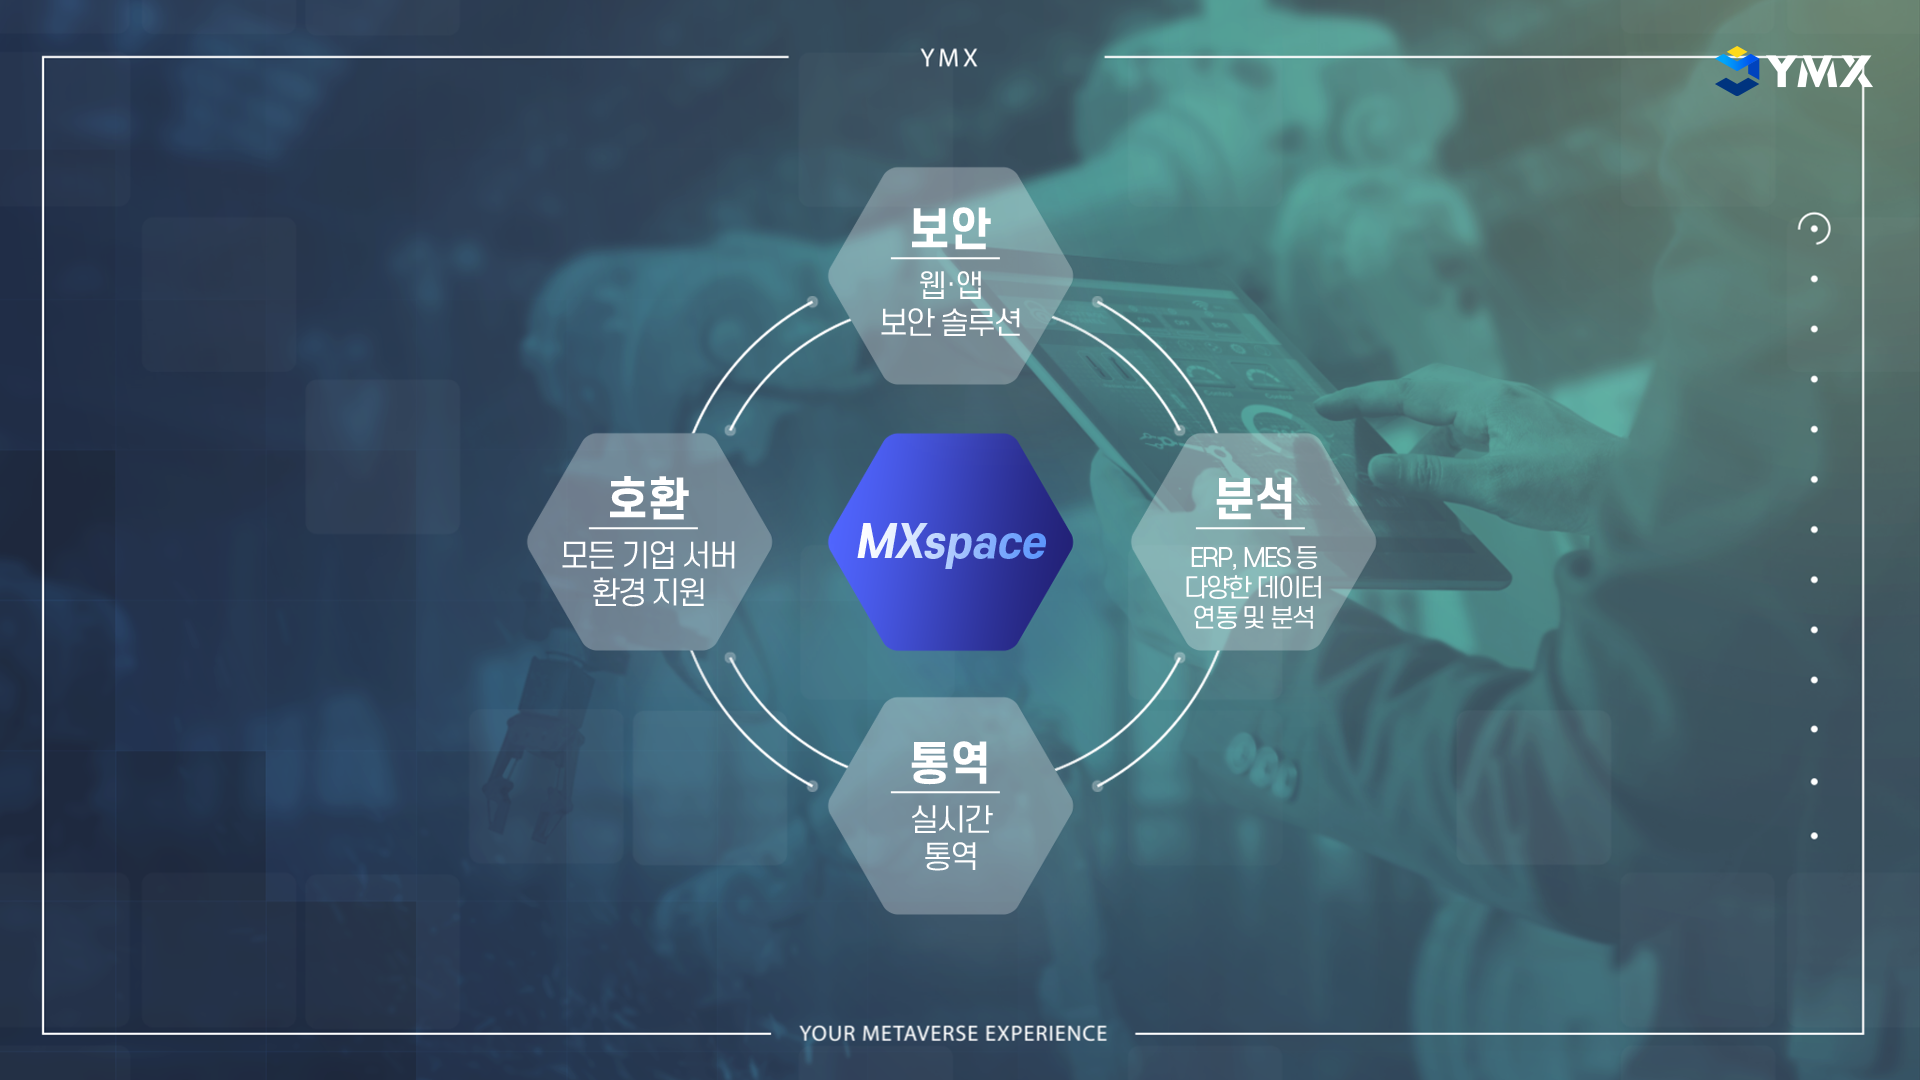 YMX
YMX
보안
웹·앱
보안 솔루션
호환
모든 기업 서버
환경 지원
MXspace
분석
ERP, MES 등
다양한 데이터
연동 및 분석
통역
실시간
통역
YOUR METAVERSE EXPERIENCE